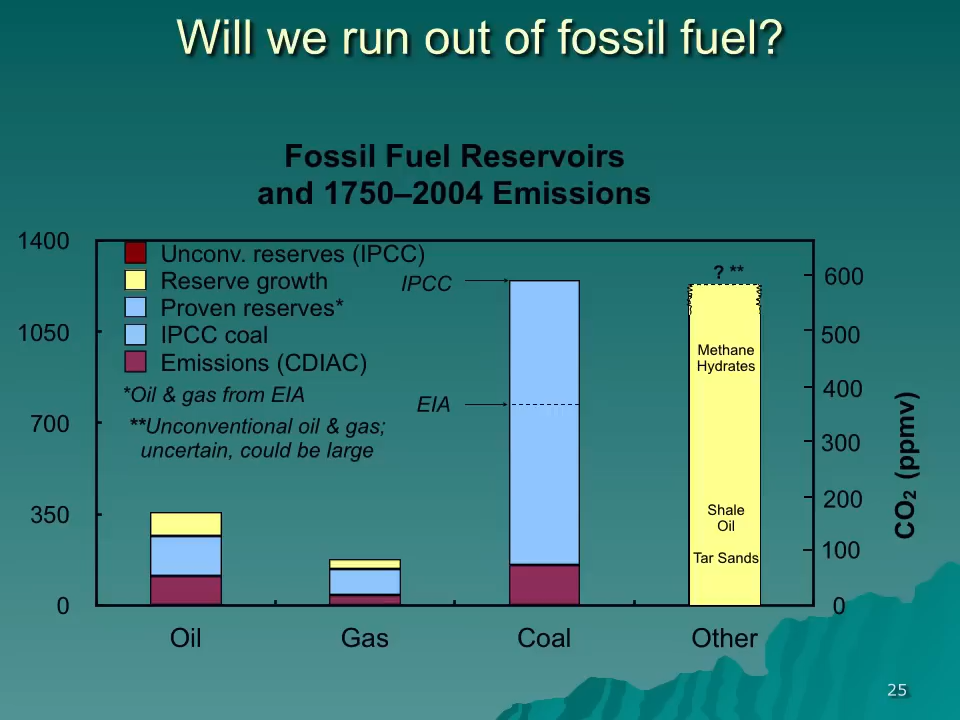 Will we run out of fossil fuel?
Fossil Fuel Reservoirs
and 1750–2004 Emissions
1400
1050
700
350
0
Unconv. reserves (IPCC)
Reserve growth
Proven reserves*
IPCC coal
Emissions (CDIAC)
*Oil & gas from EIA
**Unconventional oil & gas;
uncertain, could be large
IPCC
EIA
? **
Methane
Hydrates
Shale
Oil
Tar Sands
600
500
400
300
200
100
0
CO₂ (ppmv)
Oil
Gas
Coal
Other
25